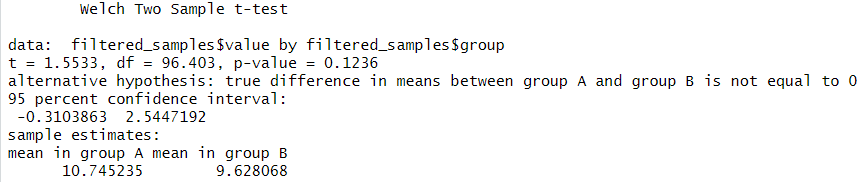 Welch Two Sample t-test
data:  filtered_samples$value by filtered_samples$group
t = 1.5533, df = 96.403, p-value = 0.1236
alternative hypothesis: true difference in means between group A and group B is not equal to 0
95 percent confidence interval:
 -0.3103863  2.5447192
sample estimates:
mean in group A mean in group B
      10.745235        9.628068